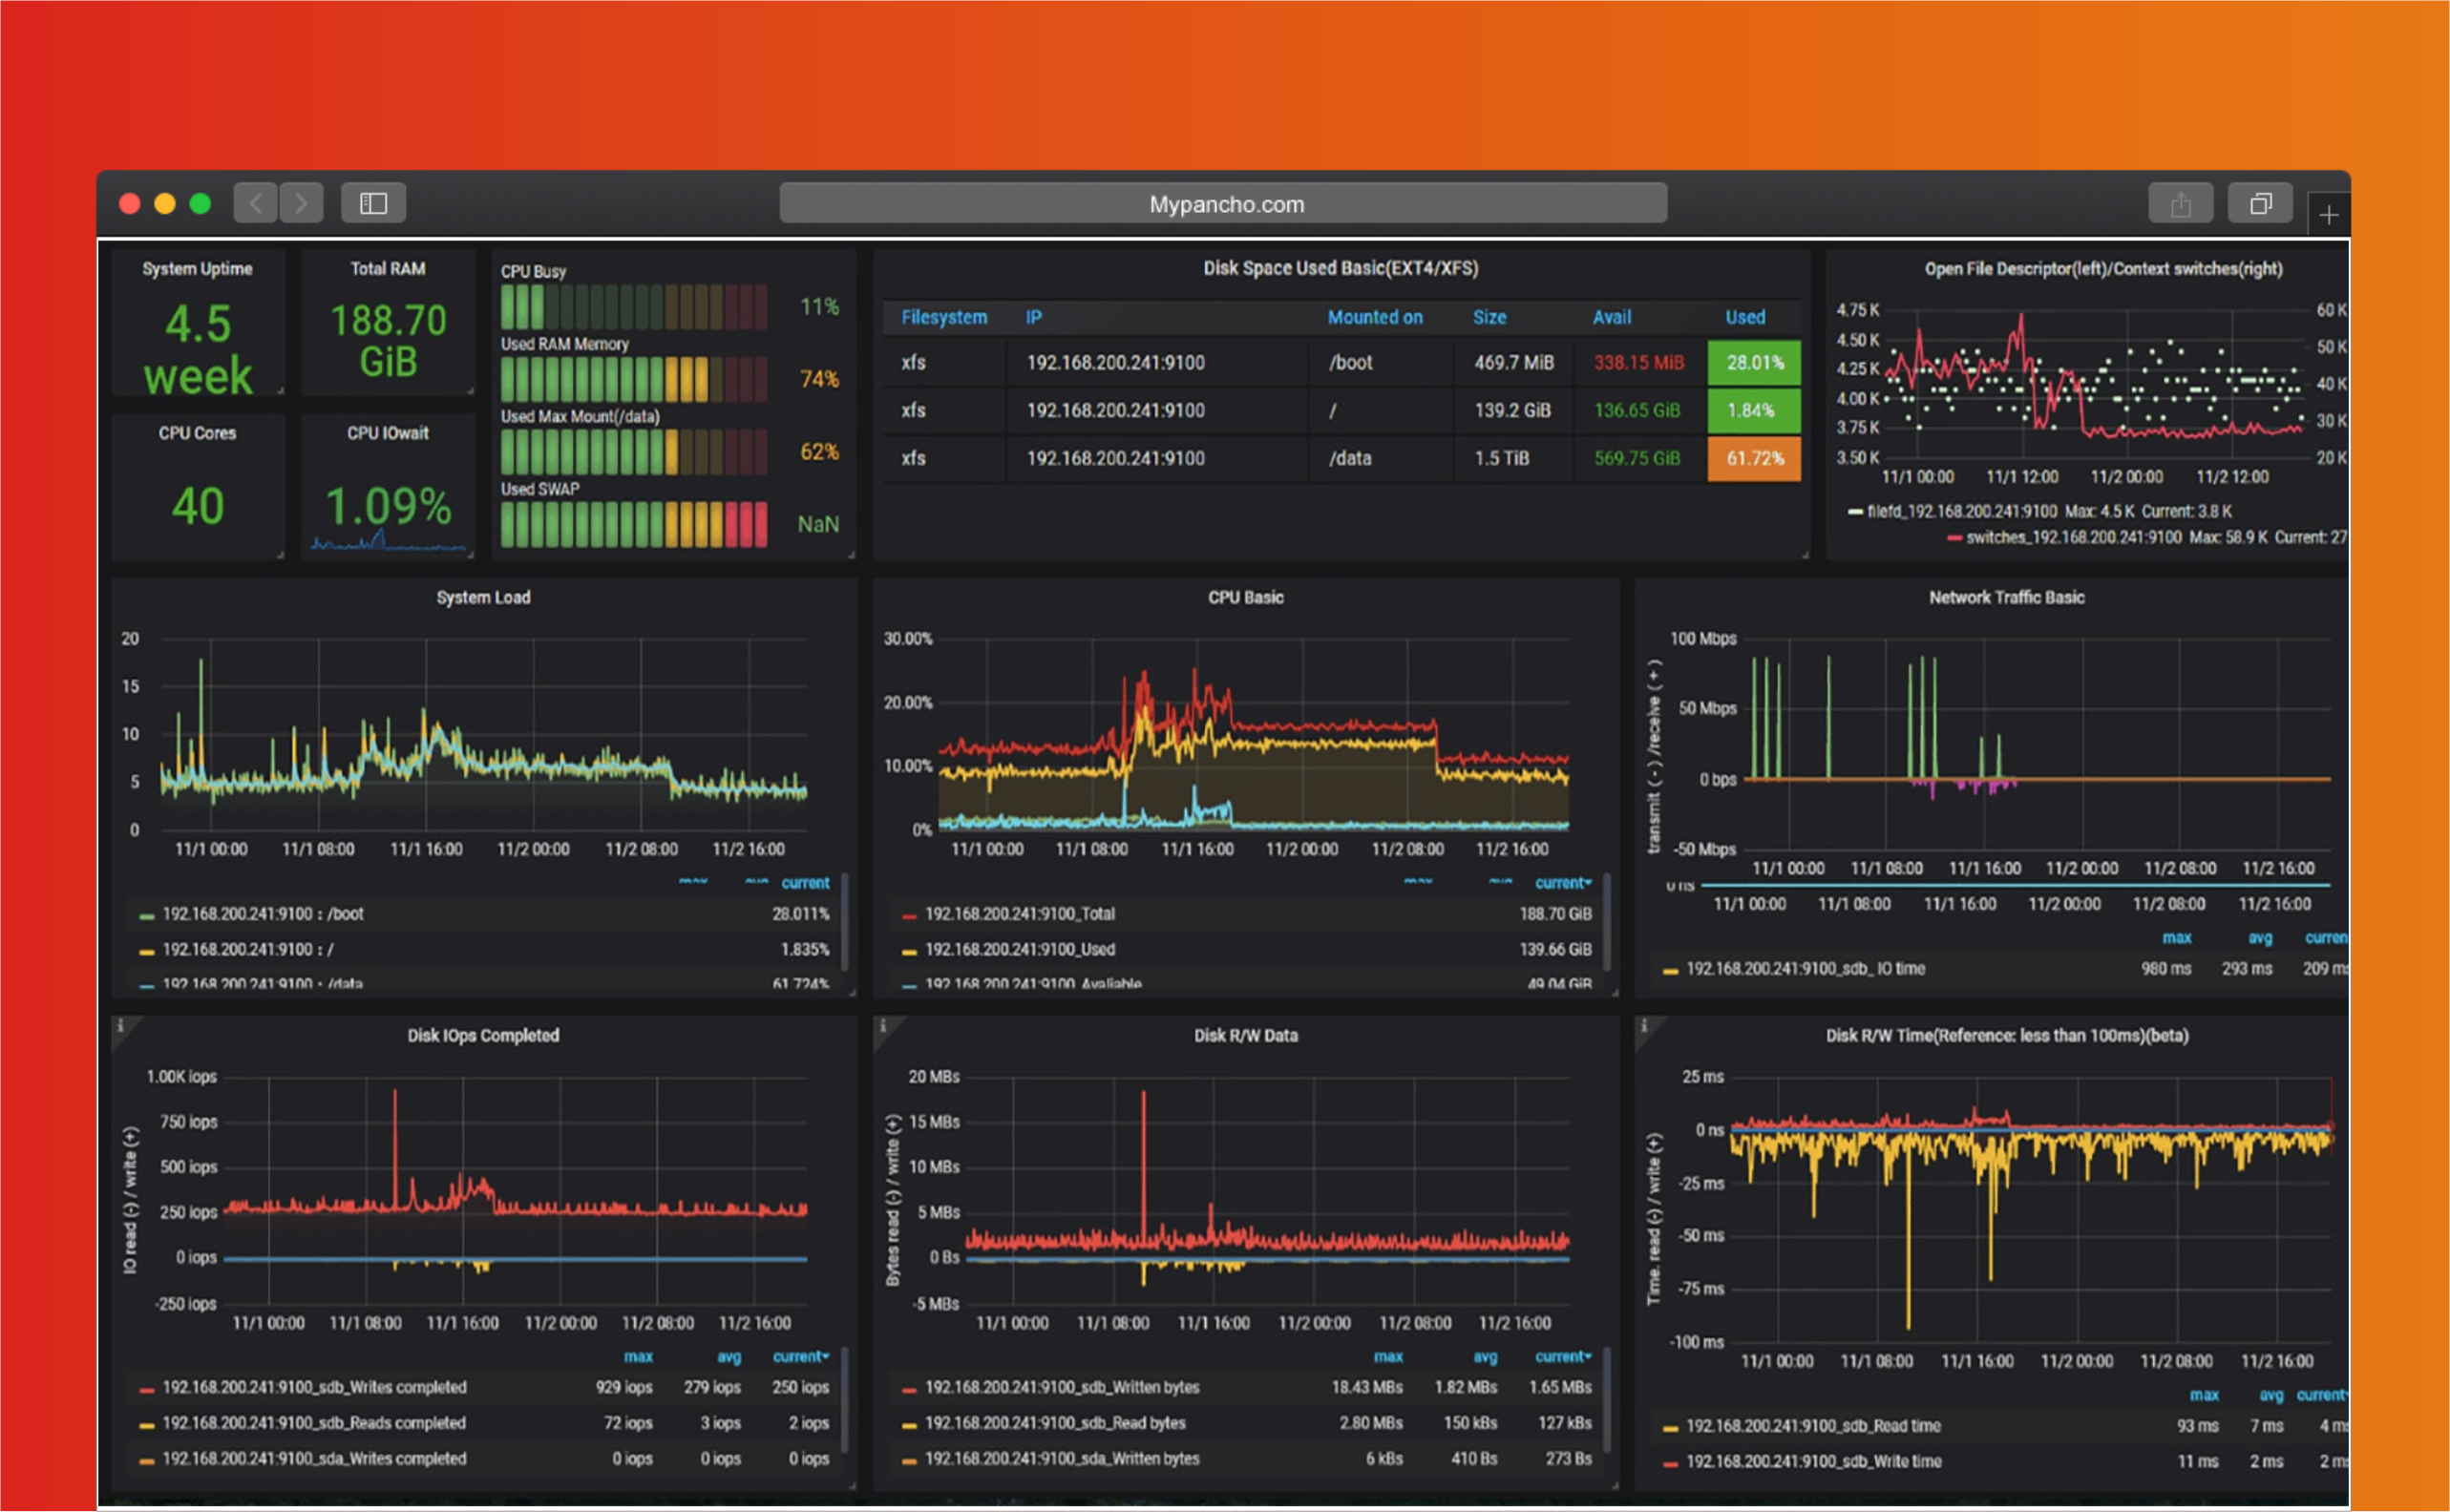 Mypancho.com
System Uptime
4.5
week
Total RAM
188.70
GiB
CPU Cores
40
CPU IOwait
1.09%
CPU Busy
11%
Used RAM Memory
74%
Used Max Mount(/data)
62%
Used SWAP
NaN
Disk Space Used Basic(EXT4/XFS)
Filesystem IP Mounted on Size Avail Used
xfs 192.168.200.241:9100 /boot 469.7 MiB 338.15 MiB 28.01%
xfs 192.168.200.241:9100 / 139.2 GiB 136.65 GiB 1.84%
xfs 192.168.200.241:9100 /data 1.5 TiB 569.75 GiB 61.72%
Open File Descriptor(left)/Context switches(right)
4.75 K 60 K
4.50 K 50 K
4.25 K
4.00 K 40 K
3.75 K 30 K
3.50 K 20 K
11/1 00:00 11/1 12:00 11/2 00:00 11/2 12:00
filefd_192.168.200.241:9100 Max: 4.5 K Current: 3.8 K
switches_192.168.200.241:9100 Max: 58.9 K Current: 27
System Load
20
15
10
5
0
11/1 00:00 11/1 08:00 11/1 16:00 11/2 00:00 11/2 08:00 11/2 16:00
max avg current
192.168.200.241:9100 : /boot 28.011%
192.168.200.241:9100 : / 1.835%
192.168.200.241:9100 : /data 61.724%
CPU Basic
30.00%
20.00%
10.00%
0%
11/1 00:00 11/1 08:00 11/1 16:00 11/2 00:00 11/2 08:00 11/2 16:00
max avg current
192.168.200.241:9100_Total 188.70 GiB
192.168.200.241:9100_Used 139.66 GiB
192.168.200.241:9100_Avaliable 49.04 GiB
Network Traffic Basic
transmit (-) /receive (+)
100 Mbps
50 Mbps
0 bps
-50 Mbps
11/1 00:00 11/1 08:00 11/1 16:00 11/2 00:00 11/2 08:00 11/2 16:00
0 ns
11/1 00:00 11/1 08:00 11/1 16:00 11/2 00:00 11/2 08:00 11/2 16:00
max avg curren
192.168.200.241:9100_sdb_ IO time 980 ms 293 ms 209 ms
Disk IOps Completed
IO read (-) / write (+)
1.00K iops
750 iops
500 iops
250 iops
0 iops
-250 iops
11/1 00:00 11/1 08:00 11/1 16:00 11/2 00:00 11/2 08:00 11/2 16:00
max avg current
192.168.200.241:9100_sdb_Writes completed 929 iops 279 iops 250 iops
192.168.200.241:9100_sdb_Reads completed 72 iops 3 iops 2 iops
192.168.200.241:9100_sda_Writes completed 0 iops 0 iops 0 iops
Disk R/W Data
Bytes read (-) / write (+)
20 MBs
15 MBs
10 MBs
5 MBs
0 Bs
-5 MBs
11/1 00:00 11/1 08:00 11/1 16:00 11/2 00:00 11/2 08:00 11/2 16:00
max avg current
192.168.200.241:9100_sdb_Written bytes 18.43 MBs 1.82 MBs 1.65 MBs
192.168.200.241:9100_sdb_Read bytes 2.80 MBs 150 kBs 127 kBs
192.168.200.241:9100_sda_Written bytes 6 kBs 410 Bs 273 Bs
Disk R/W Time(Reference: less than 100ms)(beta)
Time. read (-) / write (+)
25 ms
0 ns
-25 ms
-50 ms
-75 ms
-100 ms
11/1 00:00 11/1 08:00 11/1 16:00 11/2 00:00 11/2 08:00 11/2 16:00
max avg current
192.168.200.241:9100_sdb_Read time 93 ms 7 ms 4 ms
192.168.200.241:9100_sdb_Write time 11 ms 2 ms 2 ms